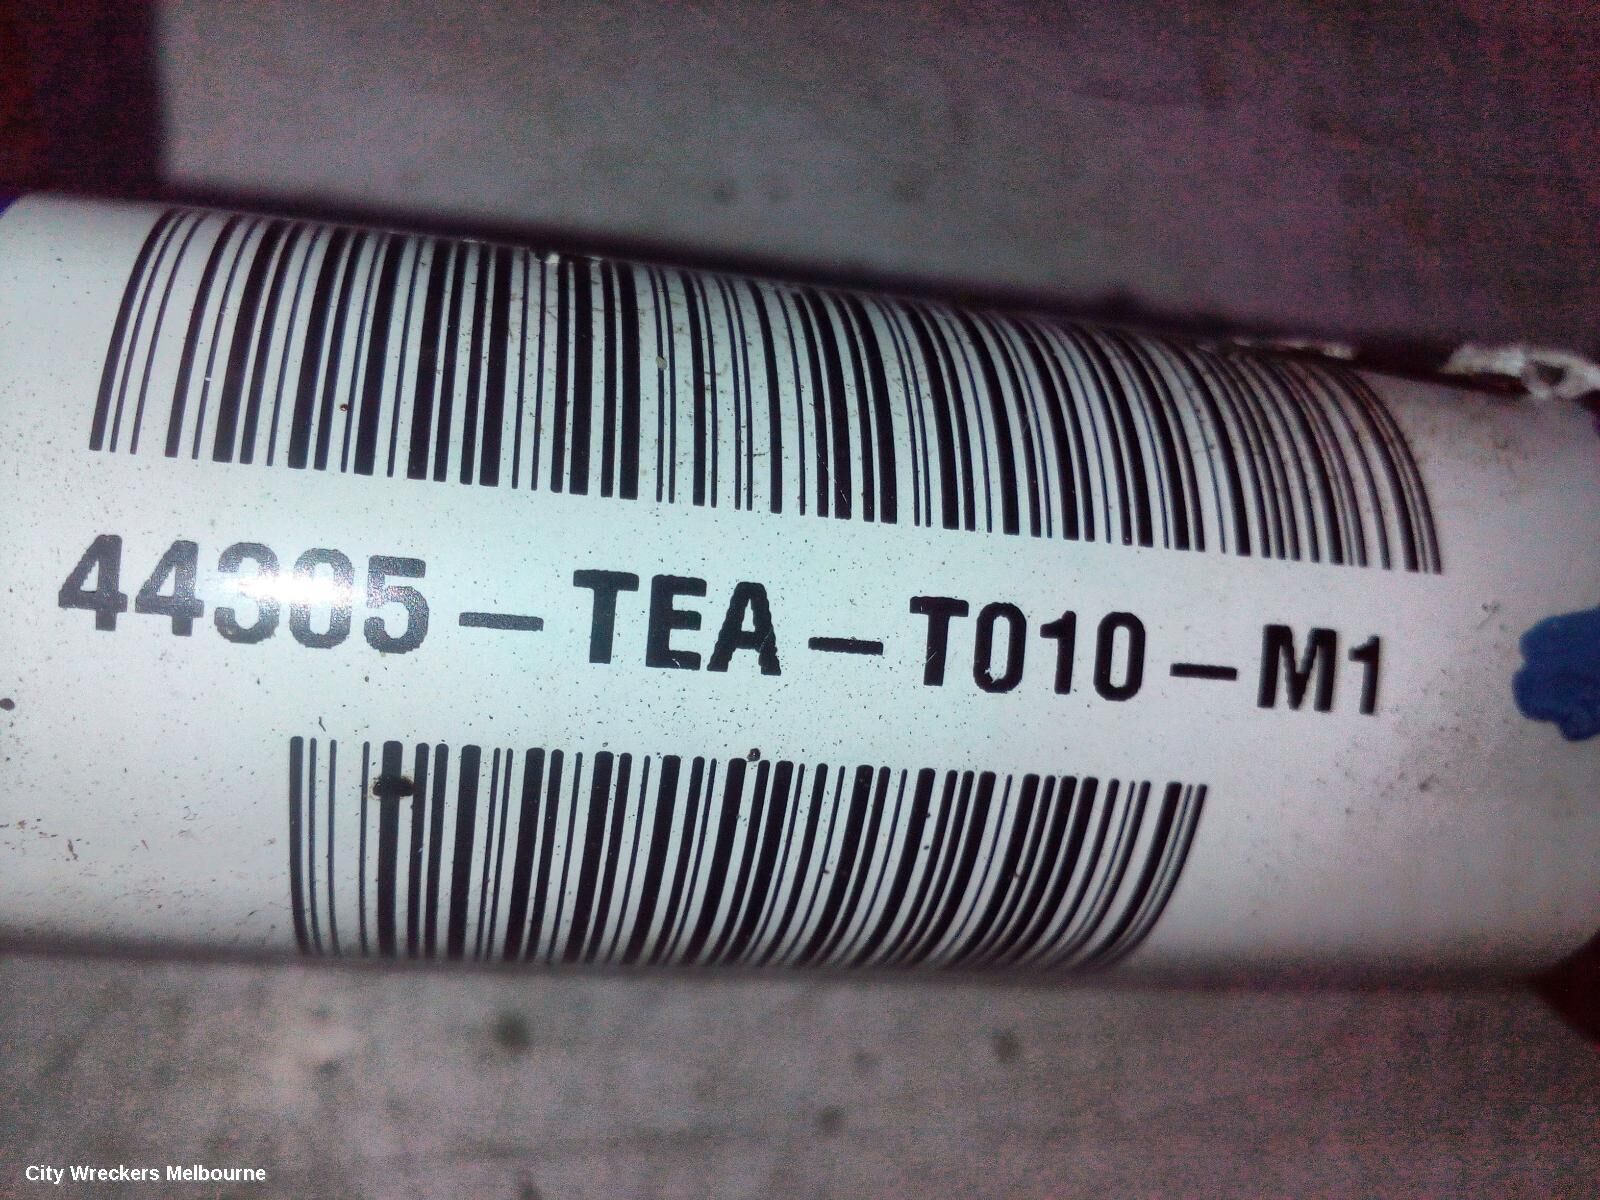 44305-TEA-T010-M1
City Wreckers Melbourne